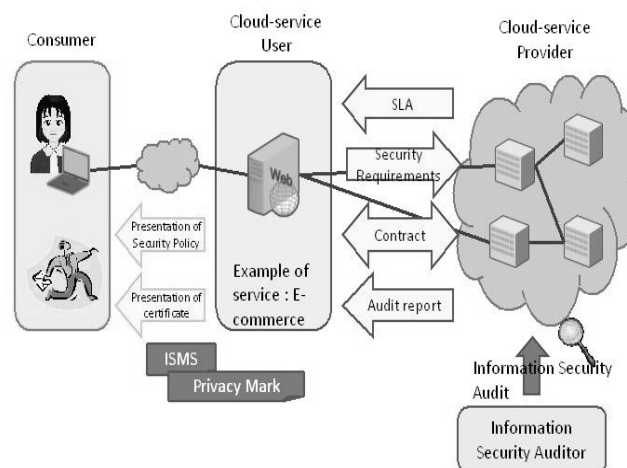 Consumer
Cloud-service
User
Cloud-service
Provider
SLA
Security
Requirements
Web
Presentation of
Security Policy
Contract
Example of
service : E-
commerce
Presentation of
certificate
Audit report
ISMS
Privacy Mark
Information Security
Audit
Information
Security Auditor